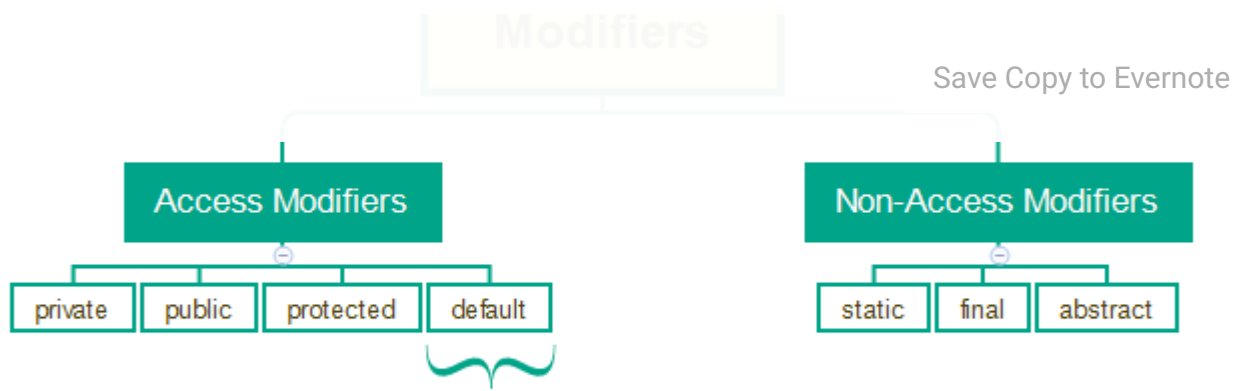 Modifiers
Save Copy to Evernote
Access Modifiers
Non-Access Modifiers
private public protected default
static final abstract